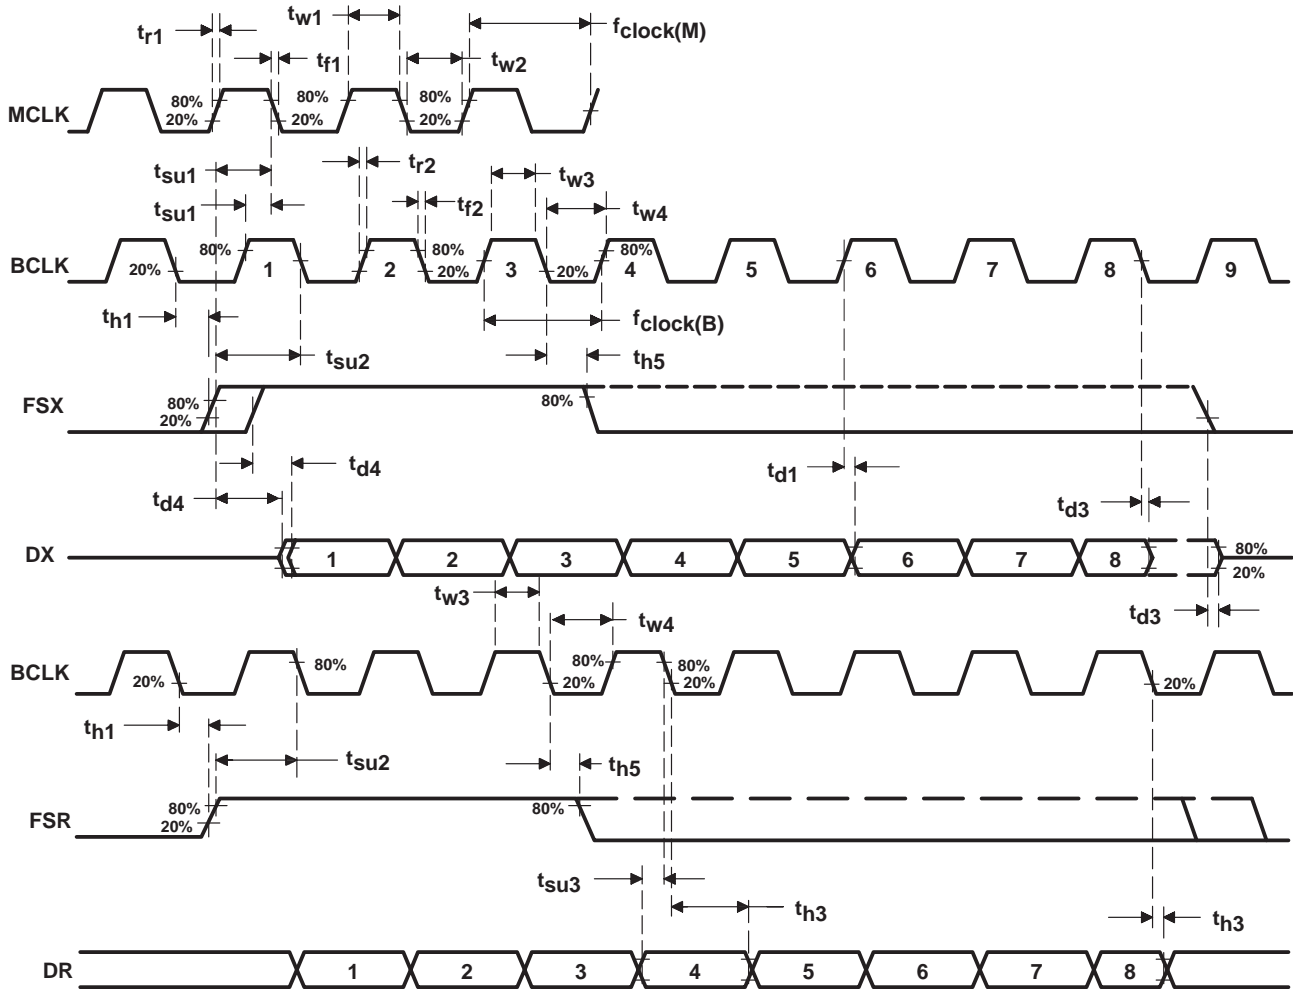 tr1
tw1
fclock(M)
tf1
tw2
MCLK
80%
20%
80%
20%
80%
20%
tsu1
tr2
tw3
tsu1
tf2
tw4
BCLK
20%
80%
1
2
80%
20%
3
20%
80%
4
5
6
7
8
9
th1
fclock(B)
tsu2
th5
FSX
80%
20%
80%
td4
td1
td4
td3
DX
1
2
3
4
5
6
7
8
80%
20%
tw3
tw4
td3
BCLK
20%
80%
80%
20%
80%
20%
20%
th1
tsu2
th5
FSR
80%
20%
80%
tsu3
th3
th3
DR
1
2
3
4
5
6
7
8